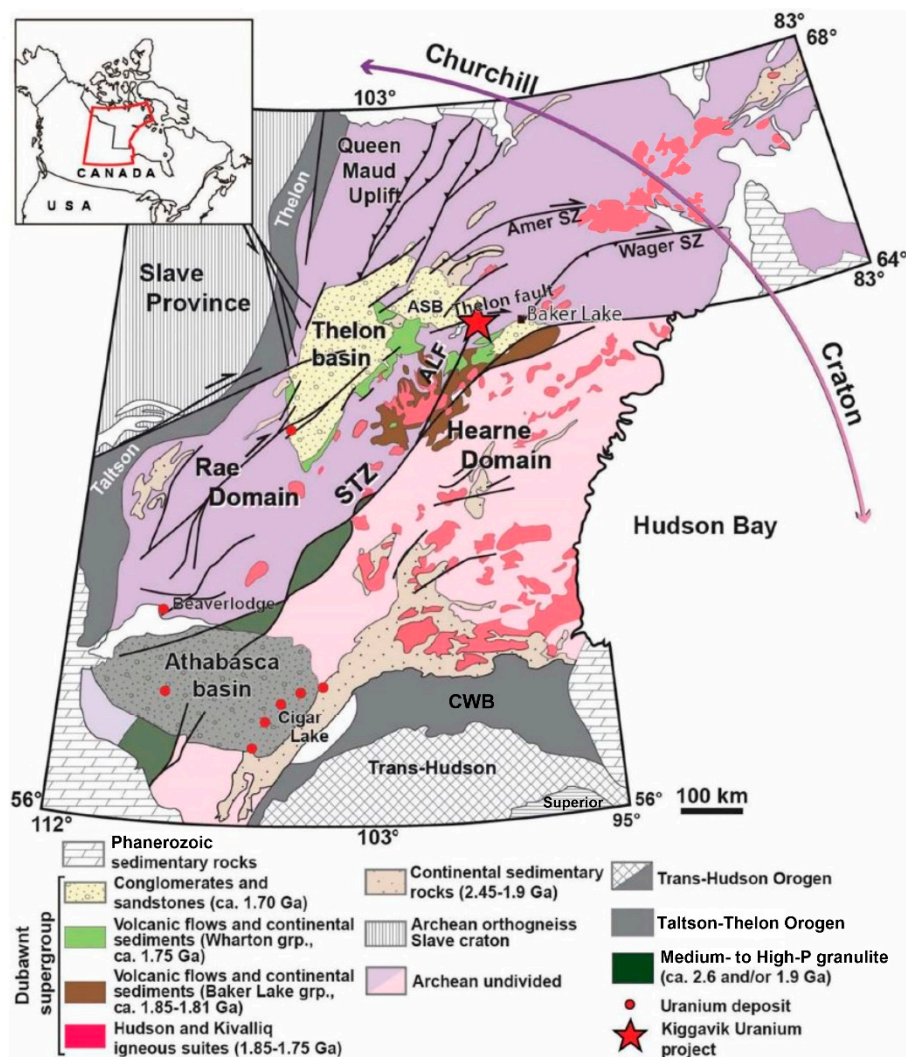 83°
68°
Churchill
103°
CANADA
USA
Queen
Maud
Uplift
Thelon
Amer SZ
Wager SZ
64°
83°
Slave
Province
ASB
Thelon fault
Baker Lake
Thelon
basin
ALF
Craton
Hearne
Domain
Rae
Domain
STZ
Taltson
Hudson Bay
Beaverlodge
Athabasca
basin
Cigar
Lake
CWB
Trans-Hudson
Superior
56°
112°
103°
56°
95°
100 km
Phanerozoic
sedimentary rocks
Dubawnt
supergroup
Conglomerates and
sandstones (ca. 1.70 Ga)
Volcanic flows and continental
sediments (Wharton grp.,
ca. 1.75 Ga)
Volcanic flows and continental
sediments (Baker Lake grp.,
ca. 1.85-1.81 Ga)
Hudson and Kivalliq
igneous suites (1.85-1.75 Ga)
Continental sedimentary
rocks (2.45-1.9 Ga)
Archean orthogneiss
Slave craton
Archean undivided
Trans-Hudson Orogen
Taltson-Thelon Orogen
Medium- to High-P granulite
(ca. 2.6 and/or 1.9 Ga)
Uranium deposit
Kiggavik Uranium
project